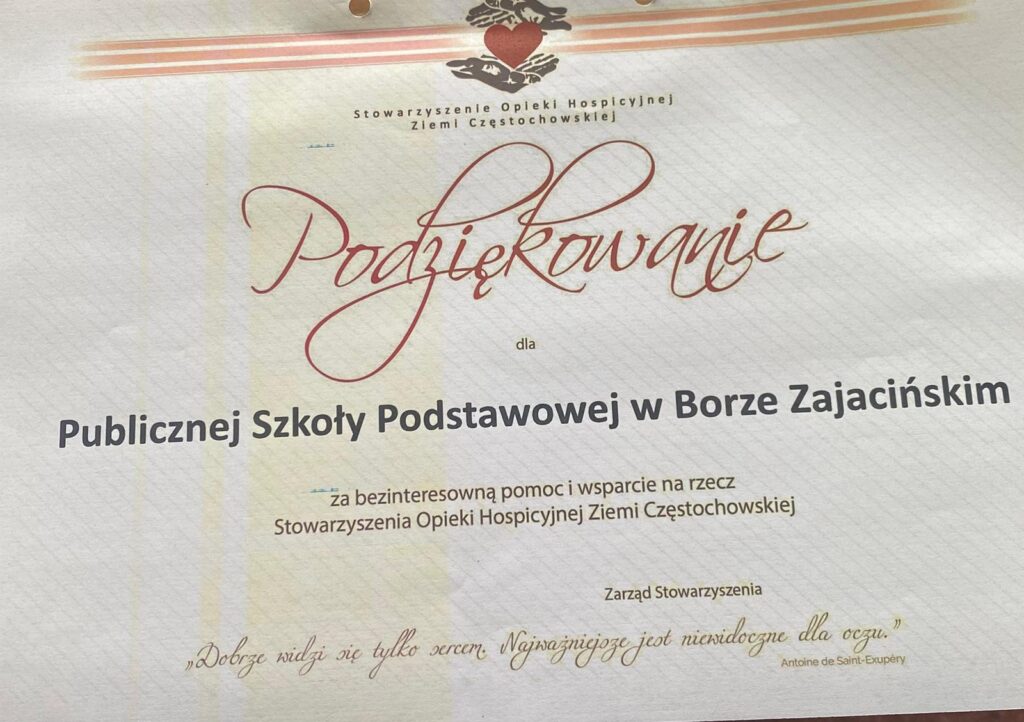 Stowarzyszenie Opieki Hospicyjnej
Ziemi Częstochowskiej
Podziękowanie
dla
Publicznej Szkoły Podstawowej w Borze Zajacińskim
za bezinteresowną pomoc i wsparcie na rzecz
Stowarzyszenia Opieki Hospicyjnej Ziemi Częstochowskiej
Zarząd Stowarzyszenia
„Dobrze widzi się tylko sercem. Najważniejsze jest niewidoczne dla oczu.”
Antoine de Saint-Exupéry